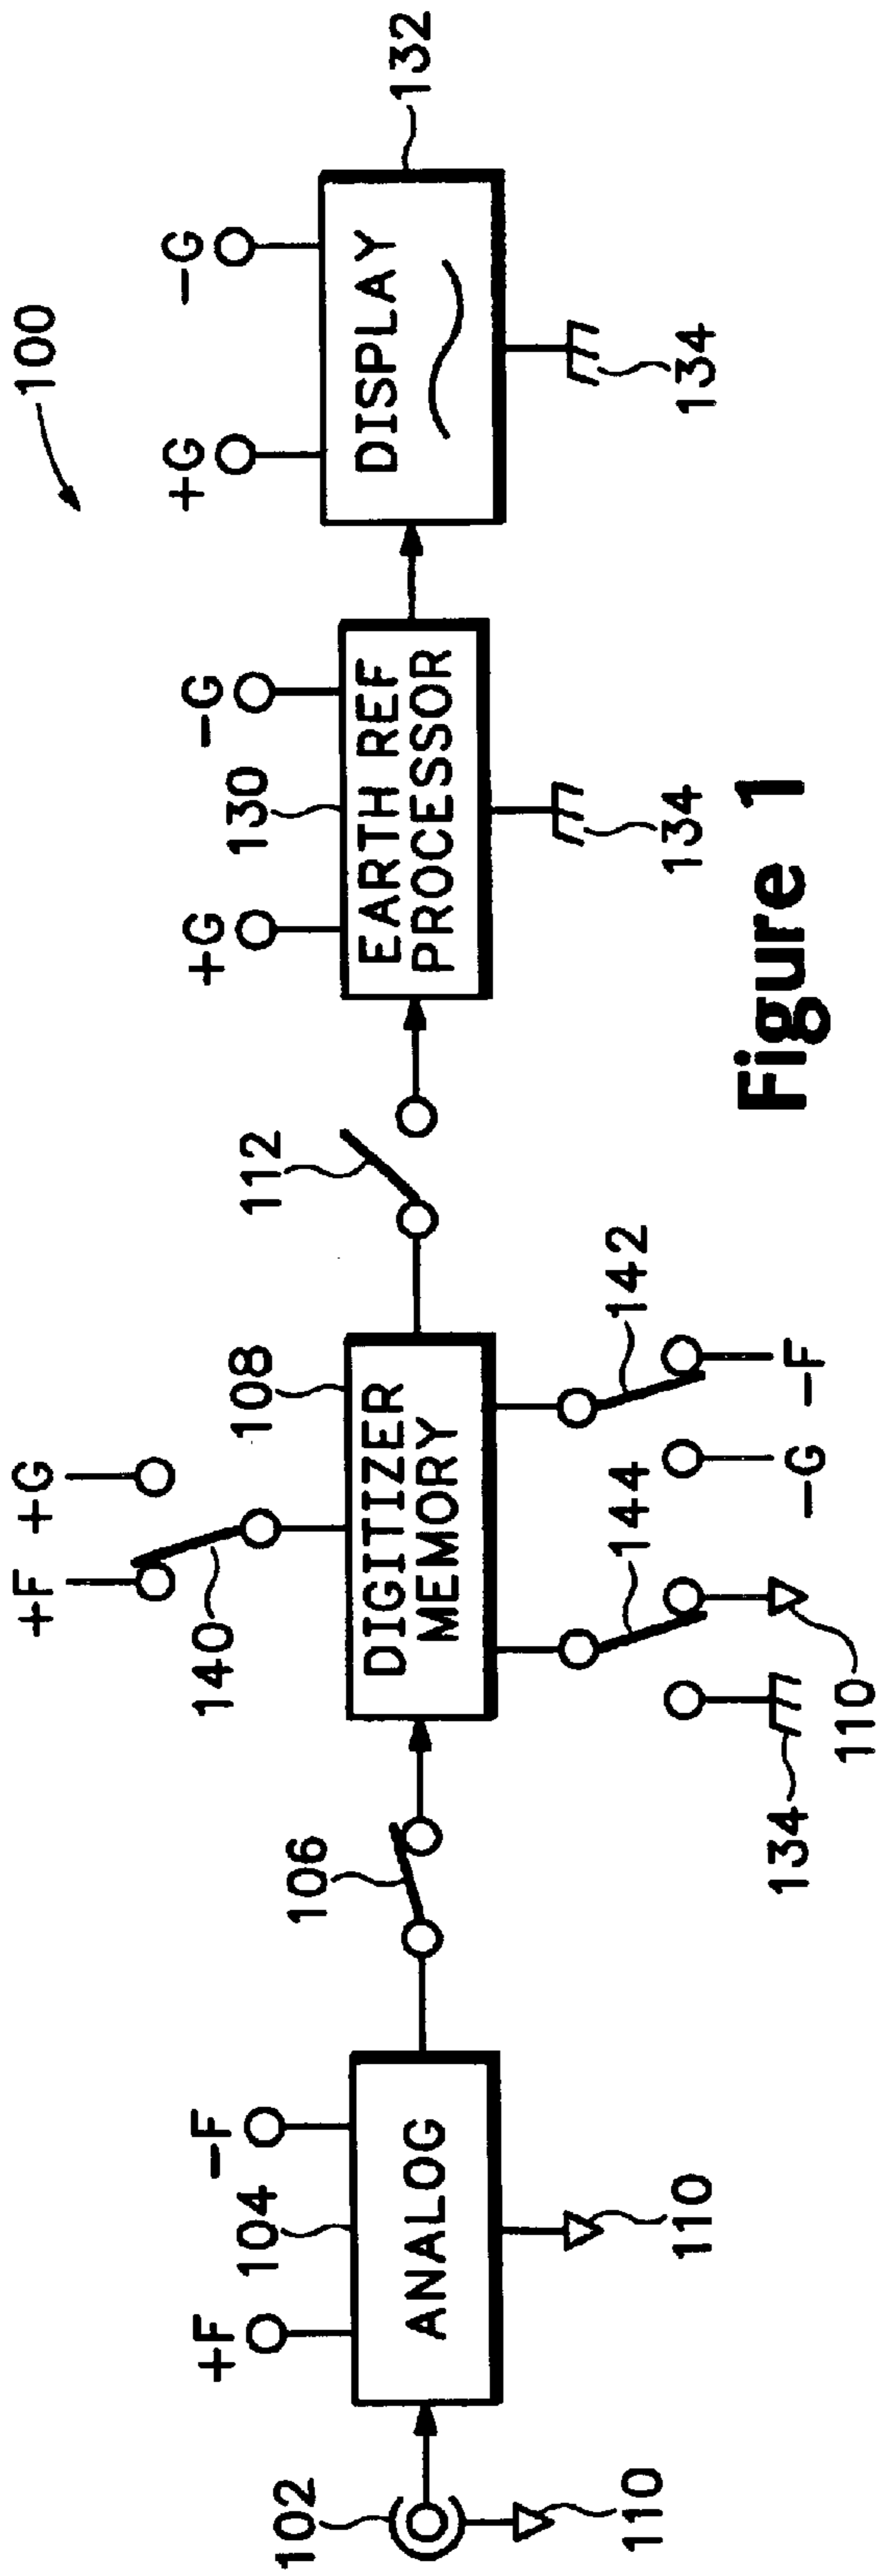 100
+F
+G
+F
104
-F
140
108
+G
130
-G
+G
-G
102
106
112
132
ANALOG
DIGITIZER
MEMORY
EARTH REF
PROCESSOR
DISPLAY
110
110
144
142
134
134
134
110
-G
-F
Figure 1